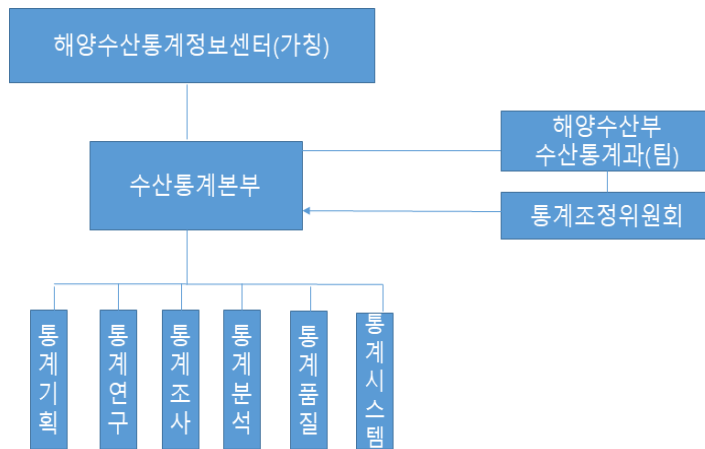 해양수산통계정보센터(가칭)
해양수산부
수산통계과(팀)
수산통계본부
통계조정위원회
통계기획
통계연구
통계조사
통계분석
통계품질
통계시스템